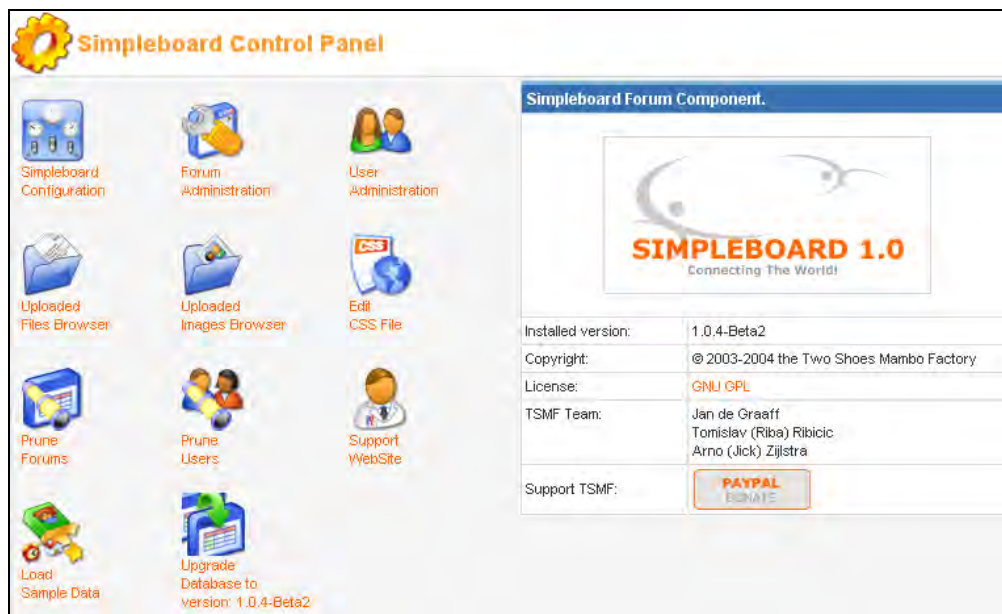 Simpleboard Control Panel
Simpleboard
Configuration
Forum
Administration
User
Administration
Uploaded
Files Browser
Uploaded
Images Browser
CSS
Edit
CSS File
Prune
Forums
Prune
Users
Support
WebSite
Load
Sample Data
Upgrade
Database to
version: 1.0.4-Beta2
Simpleboard Forum Component.
SIMPLEBOARD 1.0
Connecting The World!
Installed version: 1.0.4-Beta2
Copyright: © 2003-2004 the Two Shoes Mambo Factory
License: GNU GPL
TSMF Team: Jan de Graaff
Tomislav (Riba) Ribicic
Arno (Jick) Zijlstra
Support TSMF: PAYPAL
DONATE